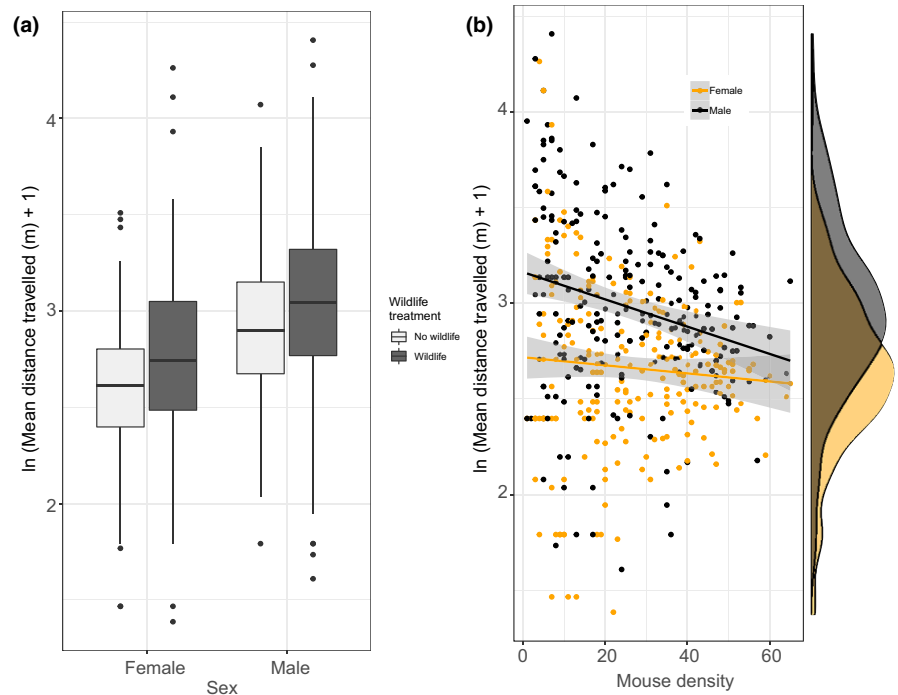 (a)
ln (Mean distance travelled (m) + 1)
4
3
2
Female
Male
Sex
Wildlife
treatment
No wildlife
Wildlife
(b)
ln (Mean distance travelled (m) + 1)
4
3
2
Female
Male
0
20
40
60
Mouse density